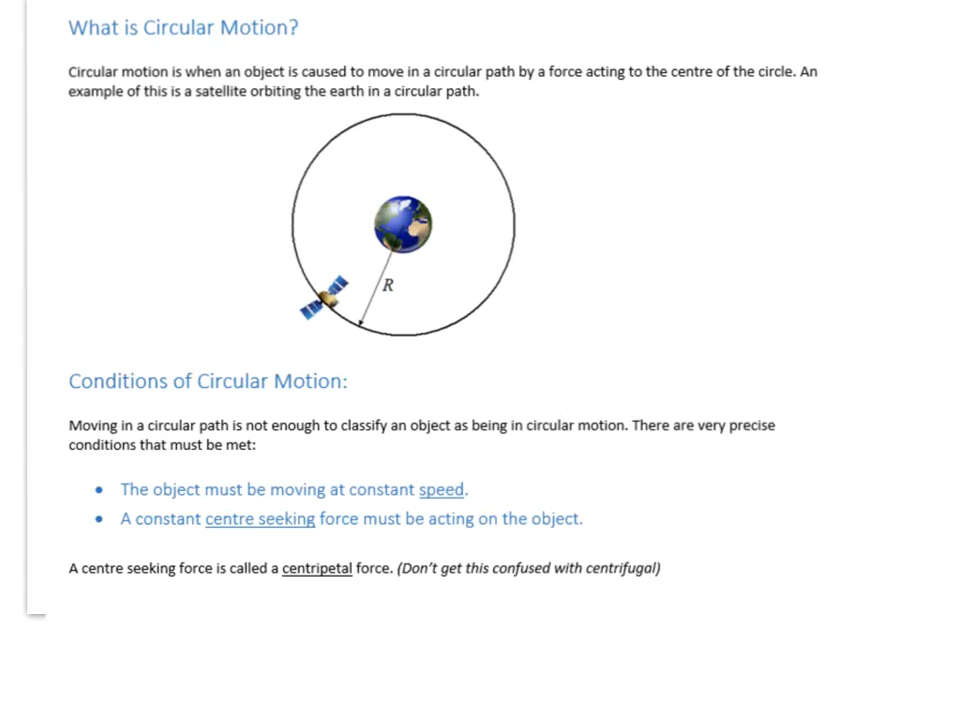 What is Circular Motion?
Circular motion is when an object is caused to move in a circular path by a force acting to the centre of the circle. An
example of this is a satellite orbiting the earth in a circular path.
R
Conditions of Circular Motion:
Moving in a circular path is not enough to classify an object as being in circular motion. There are very precise
conditions that must be met:
• The object must be moving at constant speed.
• A constant centre seeking force must be acting on the object.
A centre seeking force is called a centripetal force. (Don't get this confused with centrifugal)